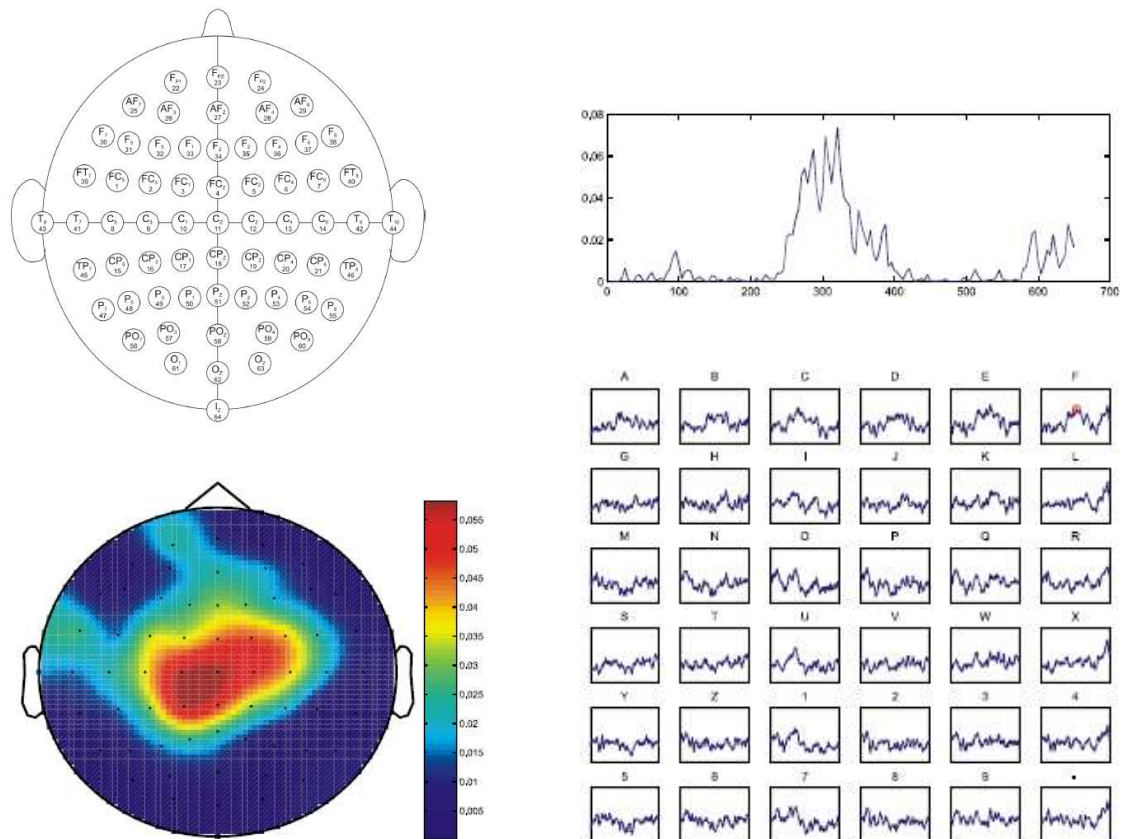 FP1 FPZ FP2
22 23 24
AF7 AF3 AFZ AF4 AF8
25 26 27 28 29
F7 F5 F3 F1 FZ F2 F4 F6 F8
30 31 32 33 34 35 36 37 38
FT7 FC5 FC3 FC1 FCZ FC2 FC4 FC6 FT8
39 1 2 3 4 5 6 7 40
T9 T7 C5 C3 C1 CZ C2 C4 C6 T8 T10
43 41 8 9 10 11 12 13 14 42 44
TP7 CP5 CP3 CP1 CPZ CP2 CP4 CP6 TP8
45 15 16 17 18 19 20 21 46
P7 P5 P3 P1 PZ P2 P4 P6 P8
47 48 49 50 51 52 53 54 55
PO7 PO3 POZ PO4 PO8
56 57 58 59 60
O1 OZ O2
61 62 63
IZ
64
0,08
0,06
0,04
0,02
0
0 100 200 300 400 500 600 700
0,055
0,05
0,045
0,04
0,035
0,03
0,025
0,02
0,015
0,01
0,005
A B C D E F
G H I J K L
M N O P Q R
S T U V W X
Y Z 1 2 3 4
5 6 7 8 9 •